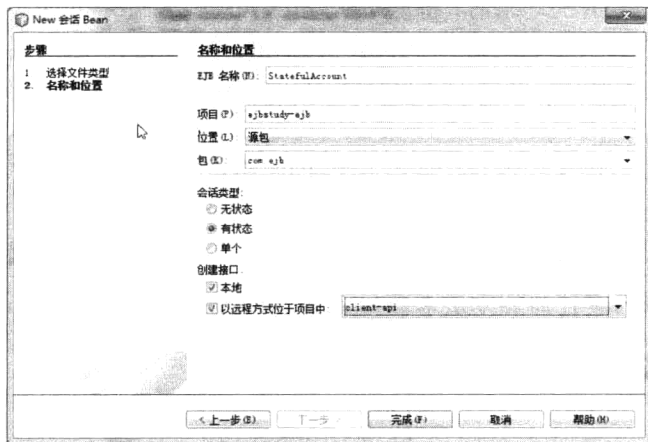 New 会话 Bean
步骤
1. 选择文件类型
2. 名称和位置
名称和位置
EJB 名称(N): StatefulAccount
项目(P) ejbstudy-ejb
位置(L) 源包
包(K): com ejb
会话类型:
无状态
有状态
单个
创建接口
本地
以远程方式位于项目中: client-api
< 上一步(B)
下一步 >
完成(F)
取消
帮助(H)